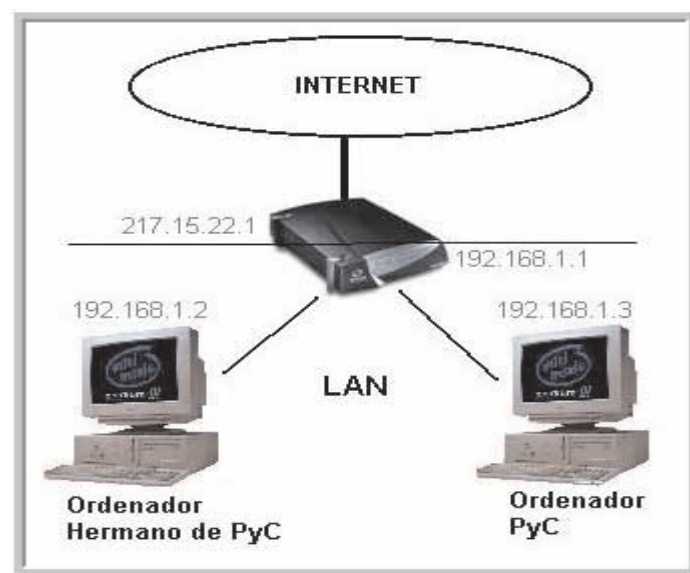 INTERNET
217.15.22.1
192.168.1.1
192.168.1.2
192.168.1.3
LAN
Ordenador
Hermano de PyC
Ordenador
PyC